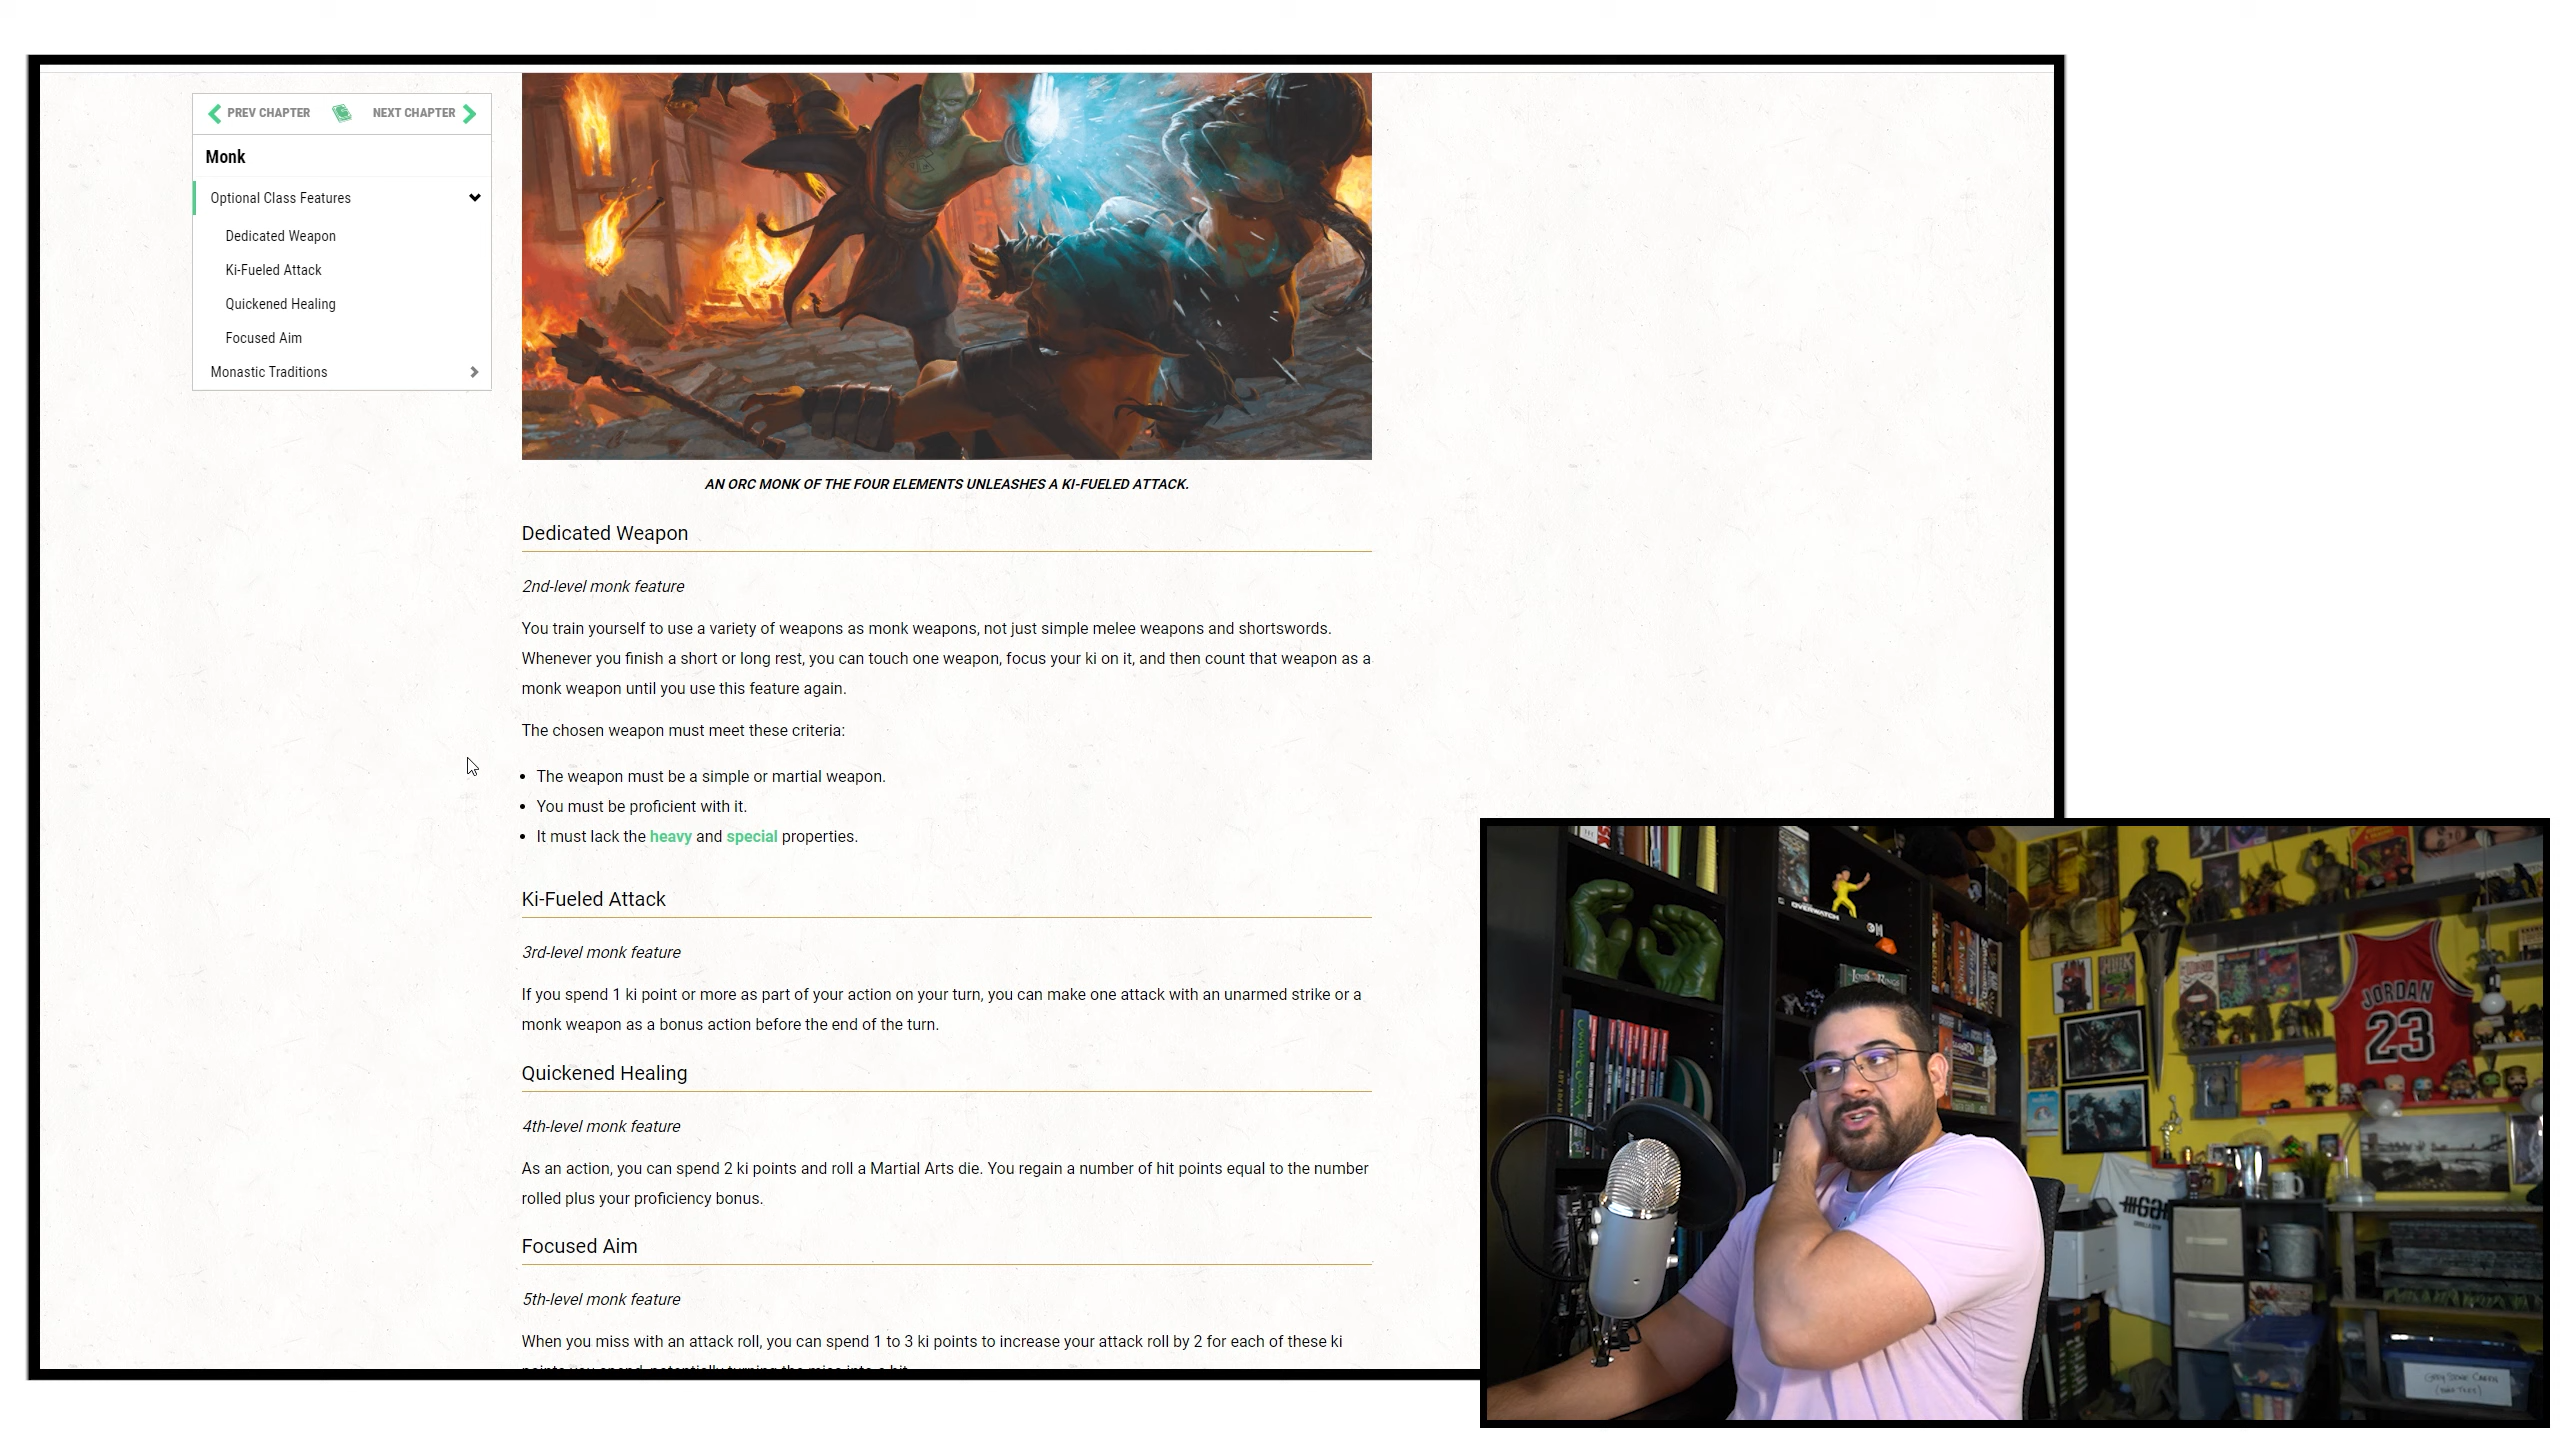 PREV CHAPTER
NEXT CHAPTER
Monk
Optional Class Features
Dedicated Weapon
Ki-Fueled Attack
Quickened Healing
Focused Aim
Monastic Traditions
AN ORC MONK OF THE FOUR ELEMENTS UNLEASHES A KI-FUELED ATTACK.
Dedicated Weapon
2nd-level monk feature
You train yourself to use a variety of weapons as monk weapons, not just simple melee weapons and shortswords.
Whenever you finish a short or long rest, you can touch one weapon, focus your ki on it, and then count that weapon as a
monk weapon until you use this feature again.
The chosen weapon must meet these criteria:
• The weapon must be a simple or martial weapon.
• You must be proficient with it.
• It must lack the heavy and special properties.
Ki-Fueled Attack
3rd-level monk feature
If you spend 1 ki point or more as part of your action on your turn, you can make one attack with an unarmed strike or a
monk weapon as a bonus action before the end of the turn.
Quickened Healing
4th-level monk feature
As an action, you can spend 2 ki points and roll a Martial Arts die. You regain a number of hit points equal to the number
rolled plus your proficiency bonus.
Focused Aim
5th-level monk feature
When you miss with an attack roll, you can spend 1 to 3 ki points to increase your attack roll by 2 for each of these ki
points you spend, potentially turning the miss into a hit.
OVERWATCH
JORDAN
23